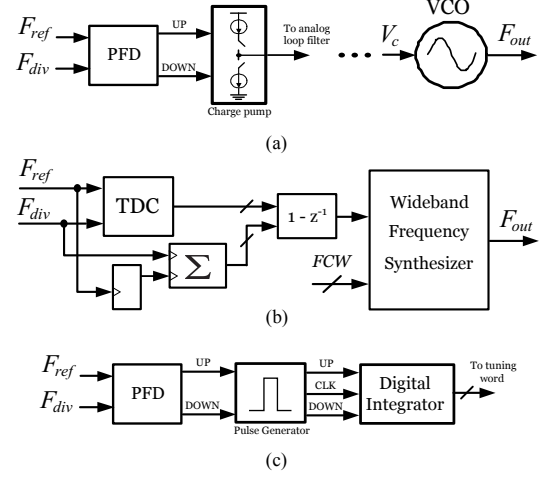 VCO
F_ref
UP
To analog
loop filter
PFD
V_c
F_out
F_div
DOWN
Charge pump
(a)
F_ref
TDC
Wideband
F_div
1 - z^-1
Frequency
F_out
Synthesizer
Σ
FCW
(b)
F_ref
UP
UP
To tuning
word
PFD
CLK
Digital
Integrator
F_div
DOWN
DOWN
Pulse Generator
(c)